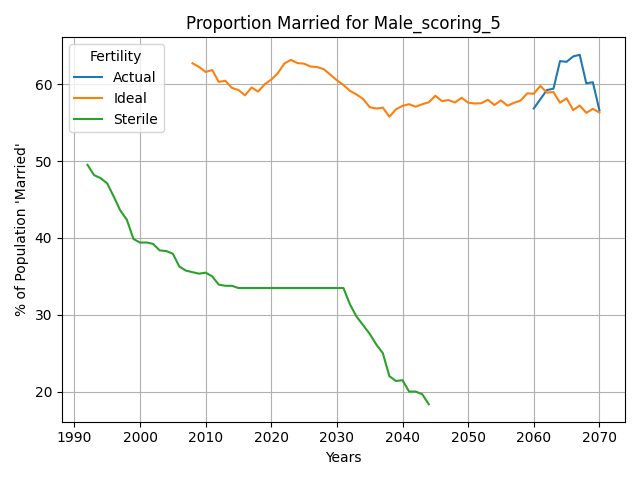 Proportion Married for Male_scoring_5
% of Population 'Married'
Fertility
Actual
Ideal
Sterile
60
50
40
30
20
1990 2000 2010 2020 2030 2040 2050 2060 2070
Years